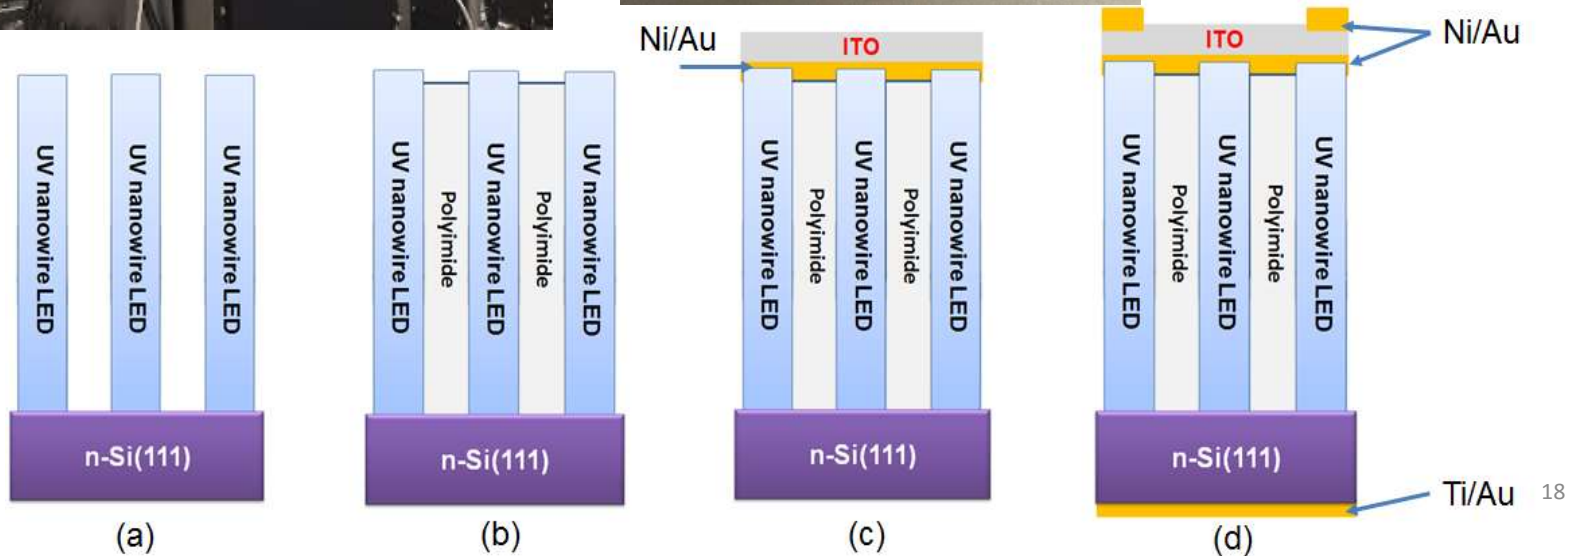 Ni/Au
ITO
ITO
Ni/Au
UV nanowire LED
UV nanowire LED
UV nanowire LED
UV nanowire LED
Polyimide
UV nanowire LED
Polyimide
UV nanowire LED
UV nanowire LED
Polyimide
UV nanowire LED
Polyimide
UV nanowire LED
UV nanowire LED
Polyimide
UV nanowire LED
Polyimide
UV nanowire LED
n-Si(111)
n-Si(111)
n-Si(111)
n-Si(111)
Ti/Au
18
(a)
(b)
(c)
(d)